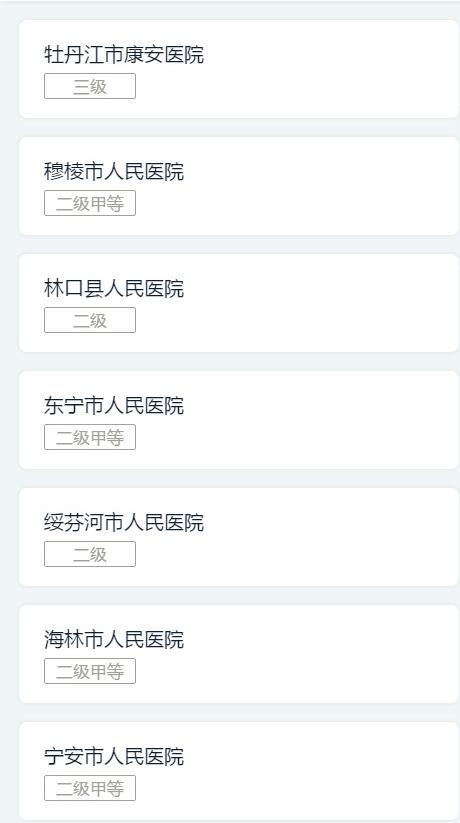 牡丹江市康安医院
三级
穆棱市人民医院
二级甲等
林口县人民医院
二级
东宁市人民医院
二级甲等
绥芬河市人民医院
二级
海林市人民医院
二级甲等
宁安市人民医院
二级甲等